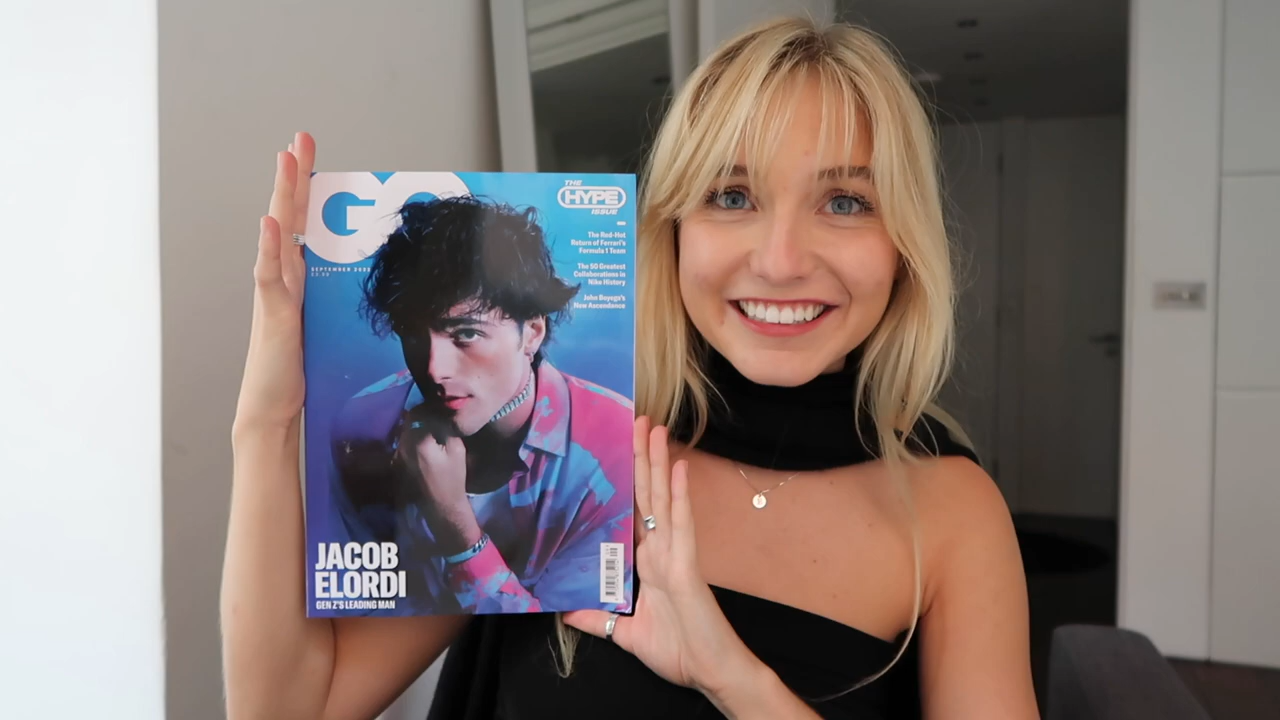 GQ
THE
HYPE
ISSUE
SEPTEMBER
The Red-Hot
Return of Ferrari's
Formula 1 Team
The 50 Greatest
Collaborations in
Nike History
John Boyega's
New Ascendance
JACOB
ELORDI
GEN Z'S LEADING MAN